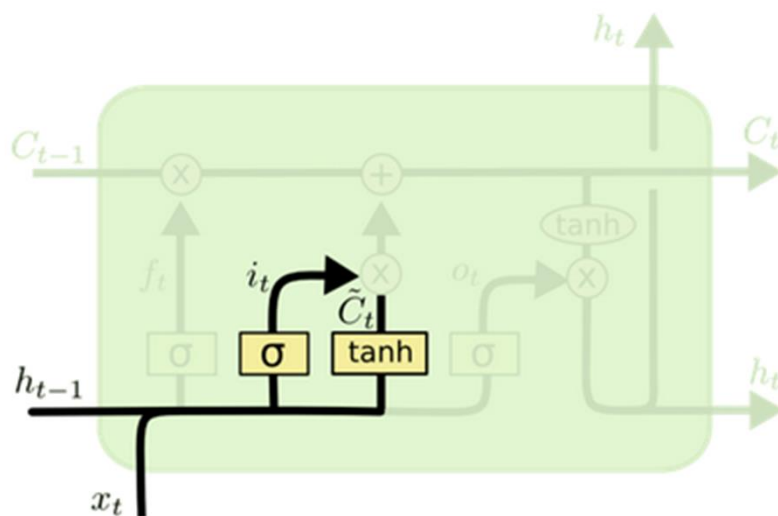 h_t
C_{t-1}
C_t
x
+
tanh
f_t
i_t
x
o_t
x
C̃_t
σ
σ
tanh
σ
h_{t-1}
h_t
x_t